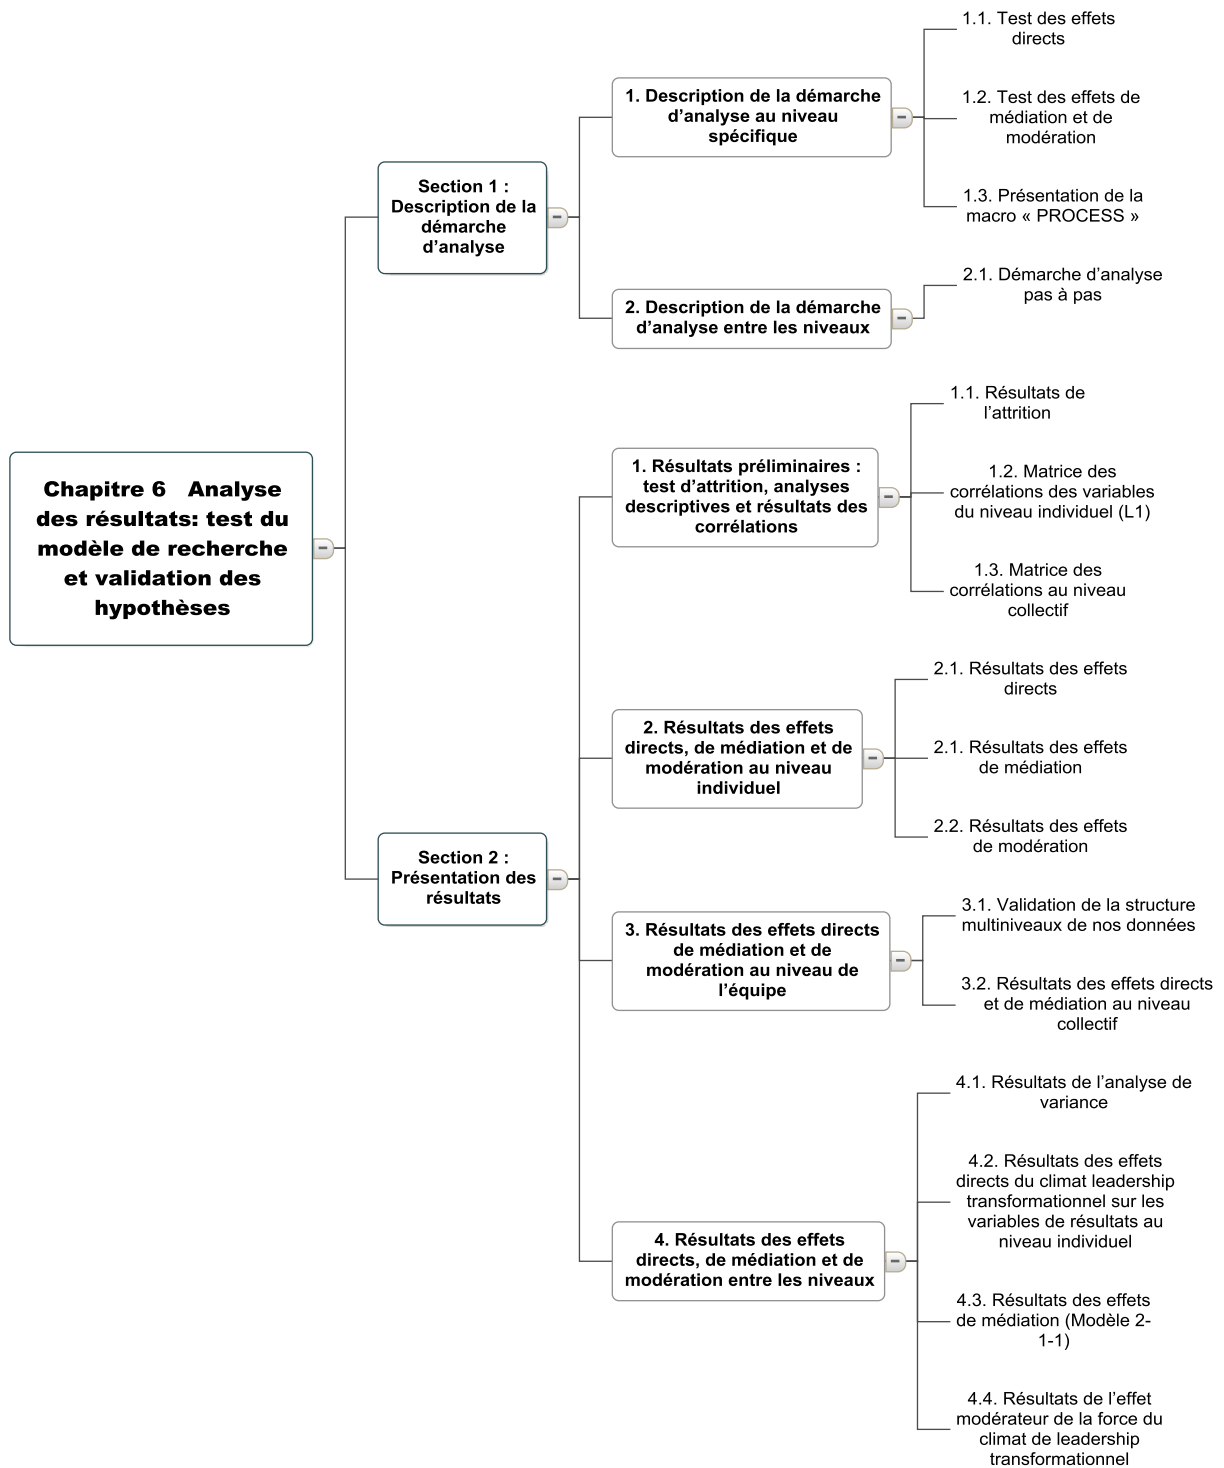 Chapitre 6 Analyse
des résultats: test du
modèle de recherche
et validation des
hypothèses
Section 1 :
Description de la
démarche
d’analyse
1. Description de la démarche
d’analyse au niveau
spécifique
1.1. Test des effets
directs
1.2. Test des effets de
médiation et de
modération
1.3. Présentation de la
macro « PROCESS »
2. Description de la démarche
d’analyse entre les niveaux
2.1. Démarche d’analyse
pas à pas
Section 2 :
Présentation des
résultats
1. Résultats préliminaires :
test d’attrition, analyses
descriptives et résultats des
corrélations
1.1. Résultats de
l’attrition
1.2. Matrice des
corrélations des variables
du niveau individuel (L1)
1.3. Matrice des
corrélations au niveau
collectif
2. Résultats des effets
directs, de médiation et de
modération au niveau
individuel
2.1. Résultats des effets
directs
2.1. Résultats des effets
de médiation
2.2. Résultats des effets
de modération
3. Résultats des effets directs
de médiation et de
modération au niveau de
l’équipe
3.1. Validation de la structure
multiniveaux de nos données
3.2. Résultats des effets directs
et de médiation au niveau
collectif
4. Résultats des effets
directs, de médiation et de
modération entre les niveaux
4.1. Résultats de l’analyse de
variance
4.2. Résultats des effets
directs du climat leadership
transformationnel sur les
variables de résultats au
niveau individuel
4.3. Résultats des effets
de médiation (Modèle 2-
1-1)
4.4. Résultats de l’effet
modérateur de la force du
climat de leadership
transformationnel